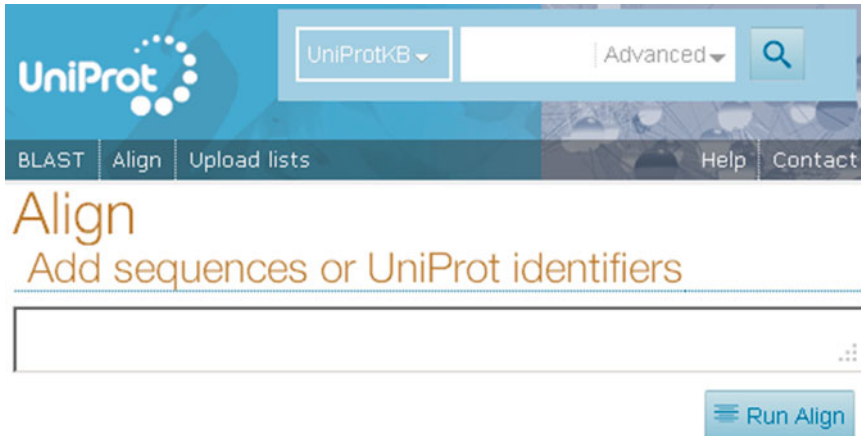 UniProtKB Advanced
UniProt
BLAST Align Upload lists Help Contact
Align
Add sequences or UniProt identifiers
Run Align